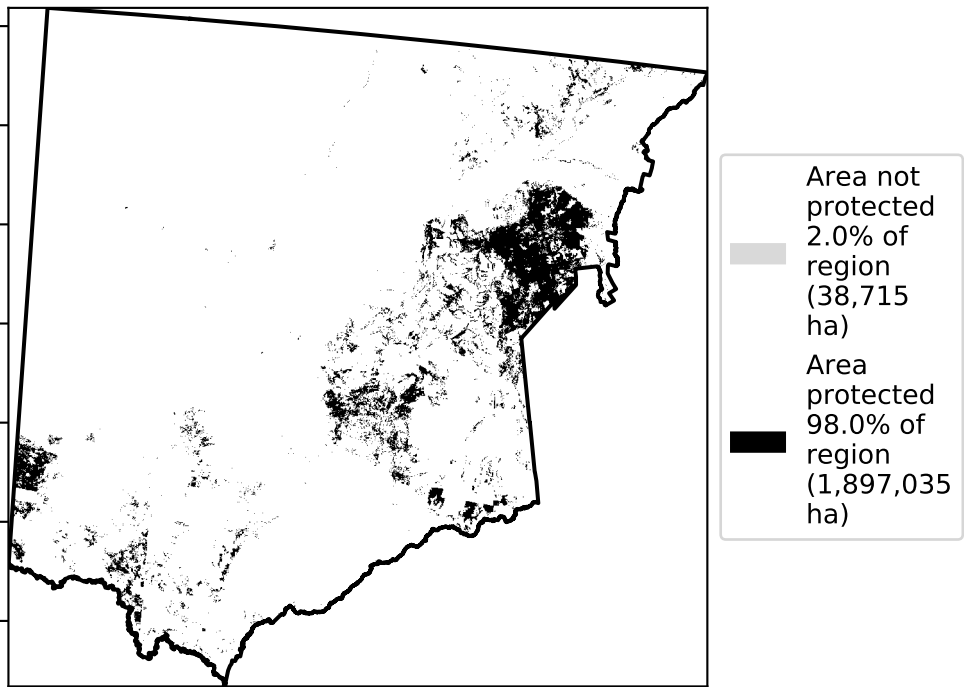 Area not
protected
2.0% of
region
(38,715
ha)
Area
protected
98.0% of
region
(1,897,035
ha)